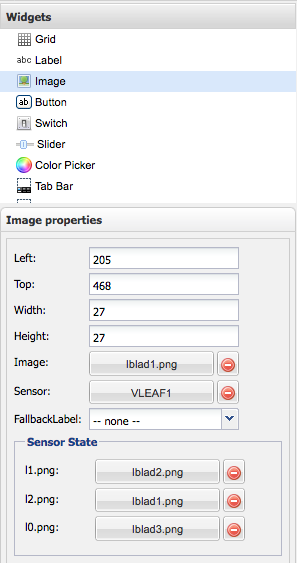 Widgets
Grid
abc Label
Image
ab Button
Switch
Slider
Color Picker
Tab Bar
Image properties
Left: 205
Top: 468
Width: 27
Height: 27
Image: lblad1.png
Sensor: VLEAF1
FallbackLabel: -- none --
Sensor State
l1.png: lblad2.png
l2.png: lblad1.png
l0.png: lblad3.png